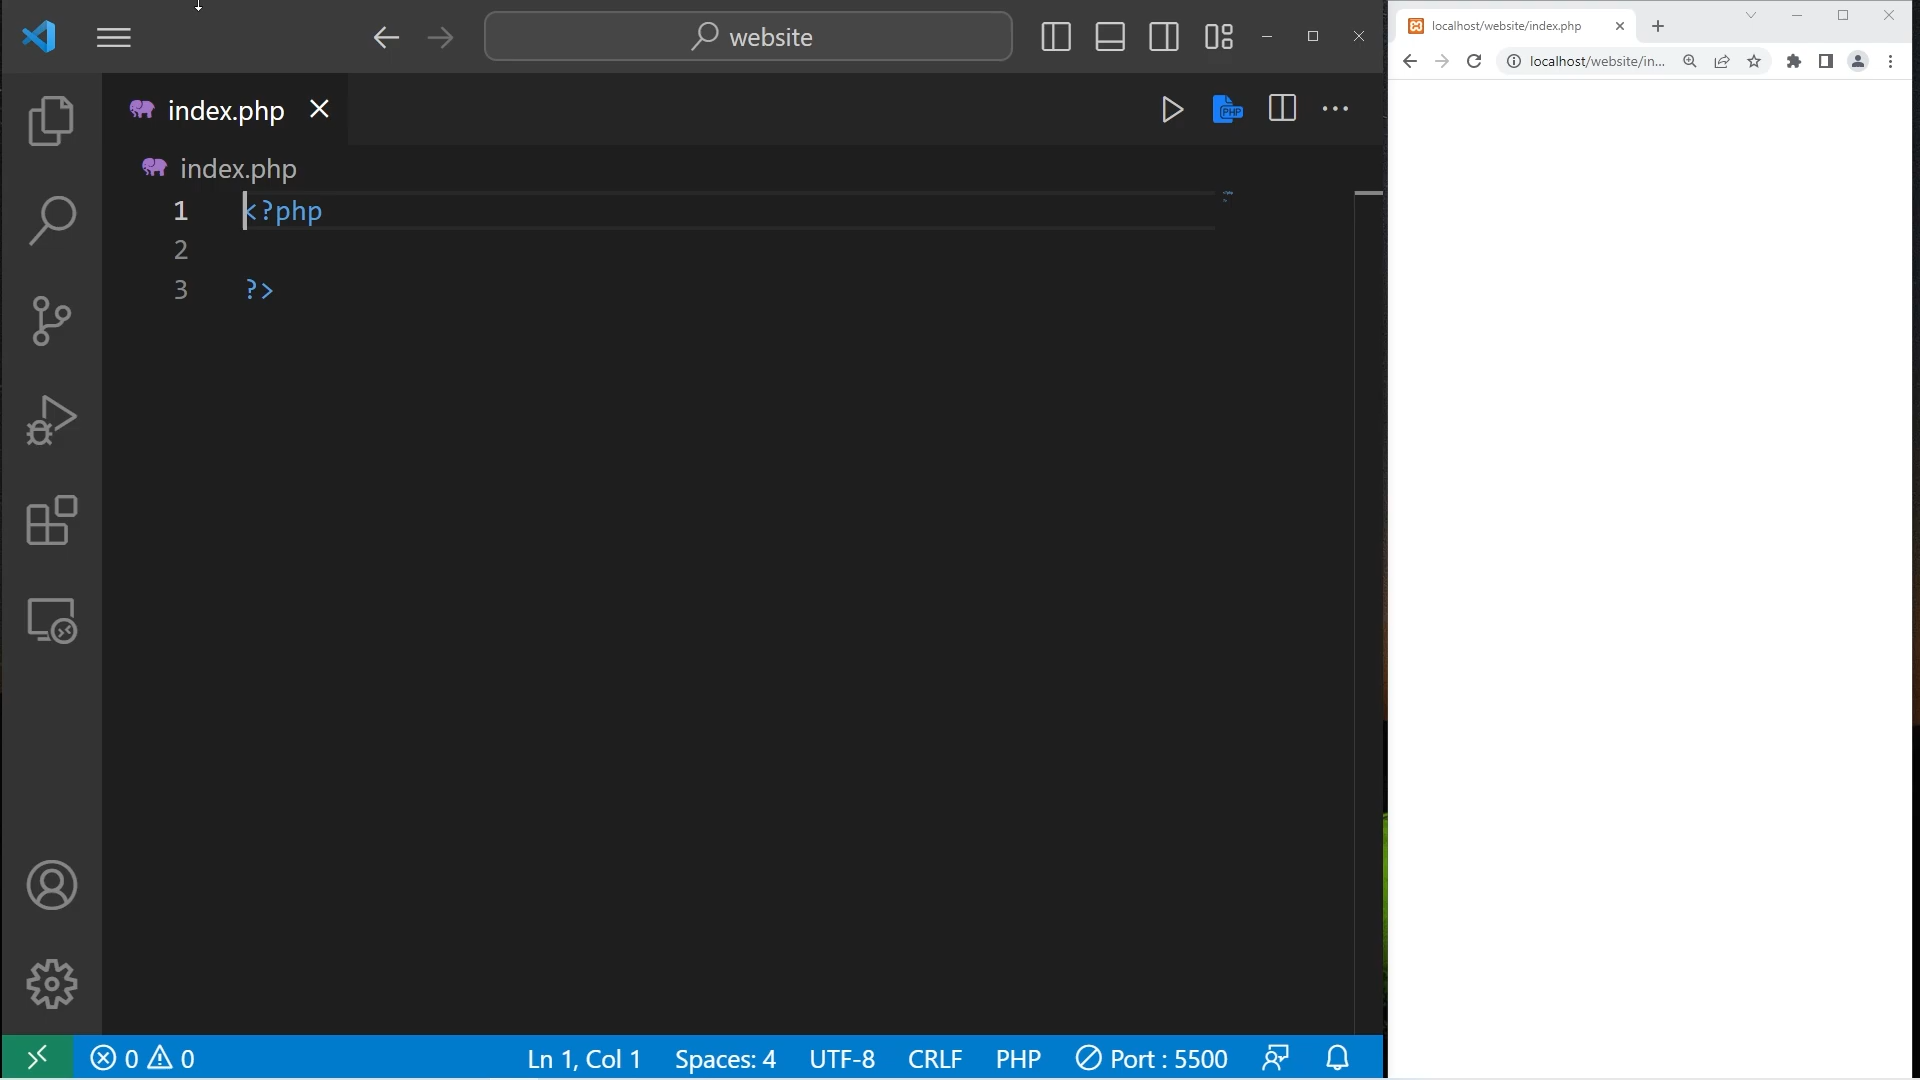 website
index.php
index.php
1 <?php
2
3 ?>
0 0
Ln 1, Col 1 Spaces: 4 UTF-8 CRLF PHP Port : 5500
PHP
localhost/website/index.php
localhost/website/in...